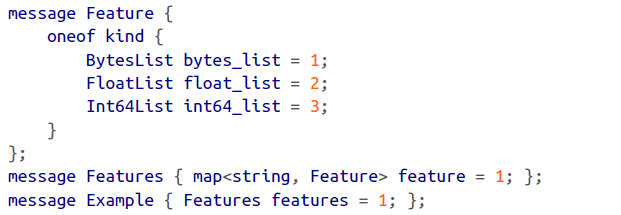 message Feature {
    oneof kind {
        BytesList bytes_list = 1;
        FloatList float_list = 2;
        Int64List int64_list = 3;
    }
};
message Features { map<string, Feature> feature = 1; };
message Example { Features features = 1; };